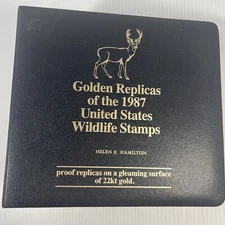 Golden Replicas
of the 1987
United States
Wildlife Stamps
HELEN E. HAMILTON
proof replicas on a gleaming surface
of 22kt gold.